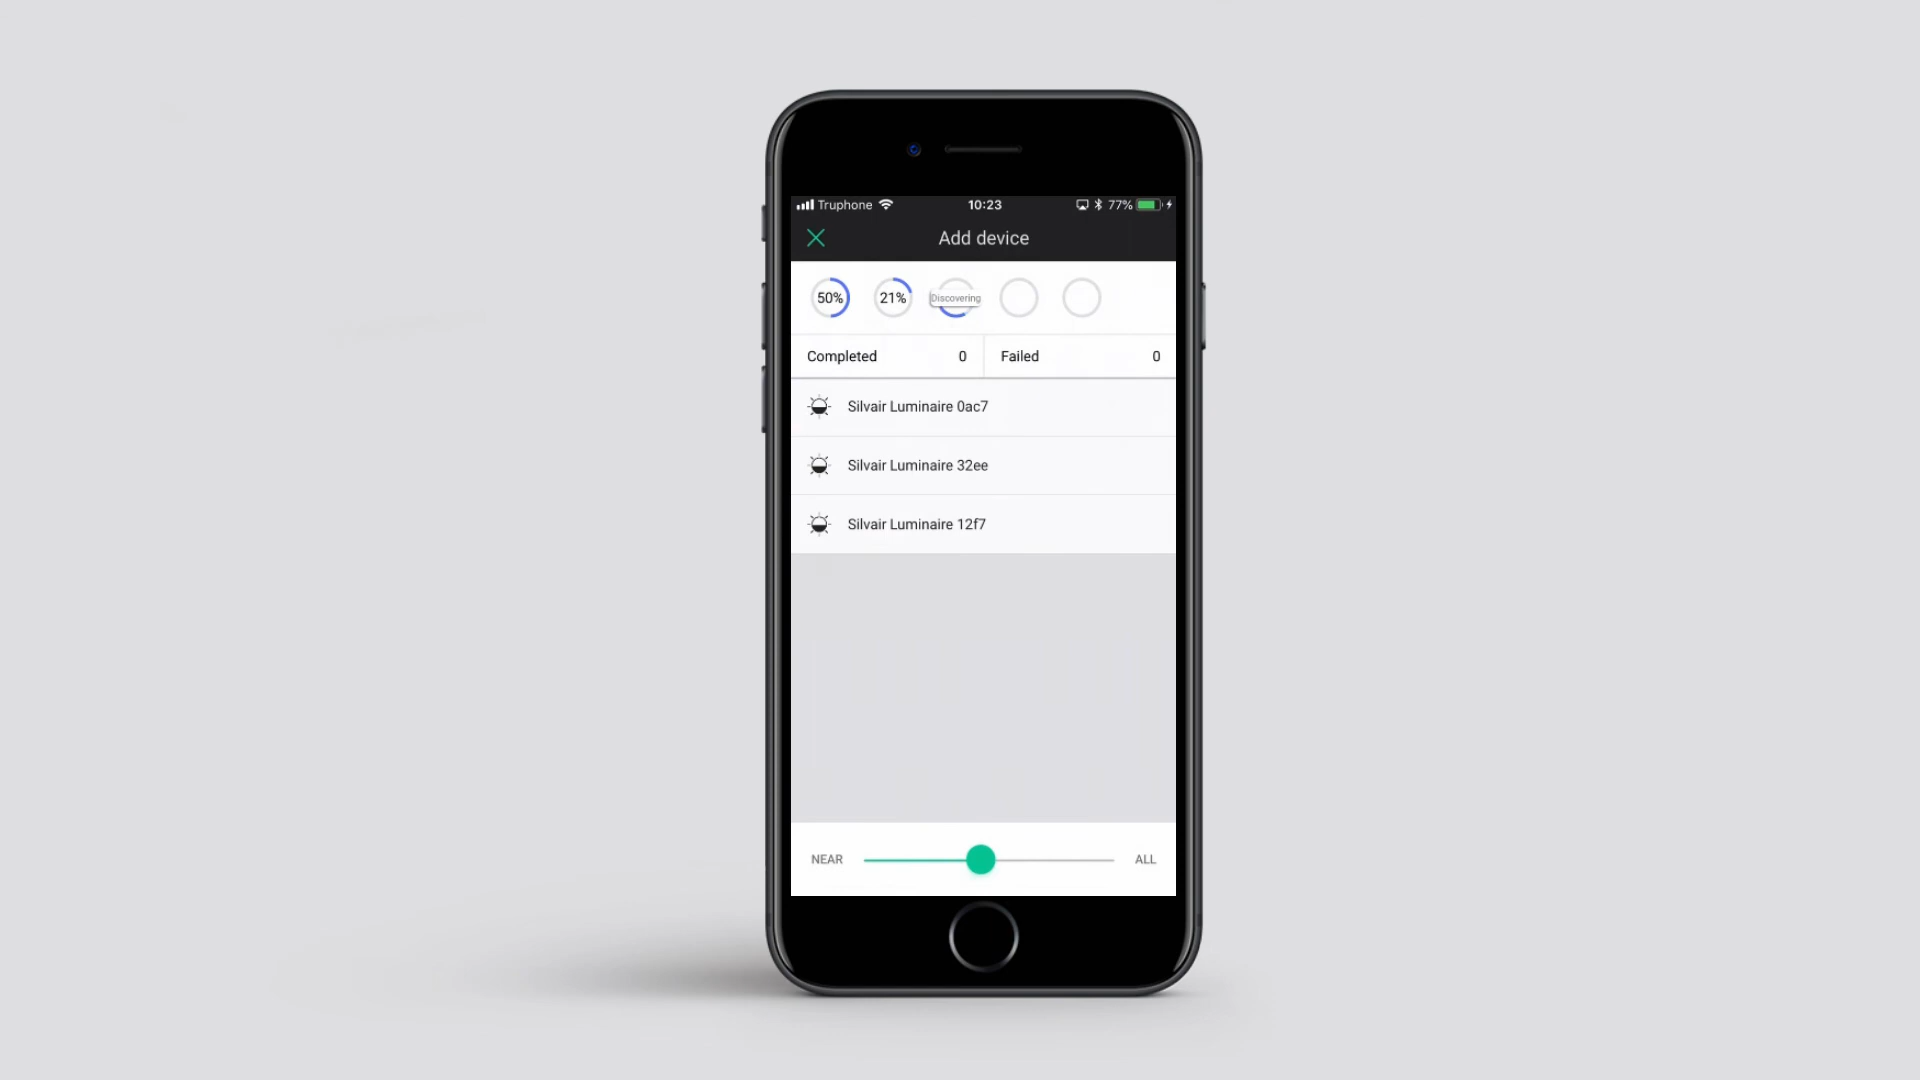 Truphone 10:23 77%
Add device
50% 21% Discovering
Completed 0 Failed 0
Silvair Luminaire 0ac7
Silvair Luminaire 32ee
Silvair Luminaire 12f7
NEAR ALL